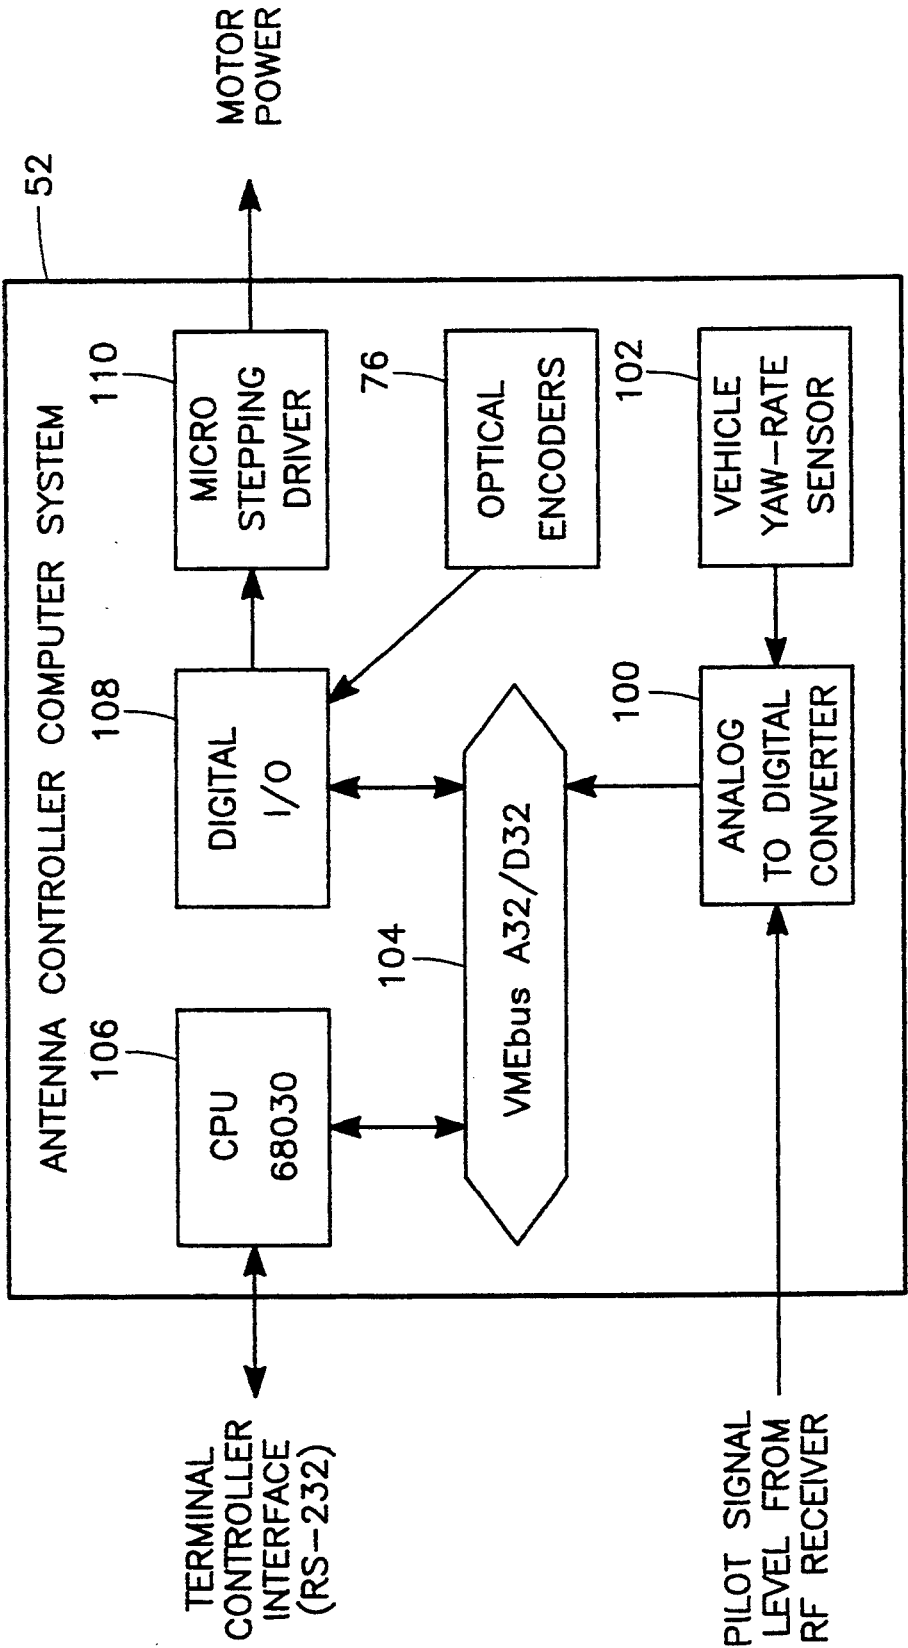 ANTENNA CONTROLLER COMPUTER SYSTEM
52
TERMINAL
CONTROLLER
INTERFACE
(RS-232)
106
CPU
68030
108
DIGITAL
I/O
110
MICRO
STEPPING
DRIVER
MOTOR
POWER
104
VMEbus A32/D32
76
OPTICAL
ENCODERS
PILOT SIGNAL
LEVEL FROM
RF RECEIVER
100
ANALOG
TO DIGITAL
CONVERTER
102
VEHICLE
YAW-RATE
SENSOR